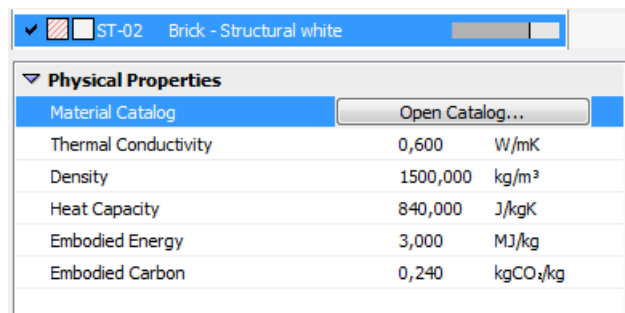 ST-02 Brick - Structural white
Physical Properties
Material Catalog Open Catalog...
Thermal Conductivity 0,600 W/mK
Density 1500,000 kg/m³
Heat Capacity 840,000 J/kgK
Embodied Energy 3,000 MJ/kg
Embodied Carbon 0,240 kgCO₂/kg